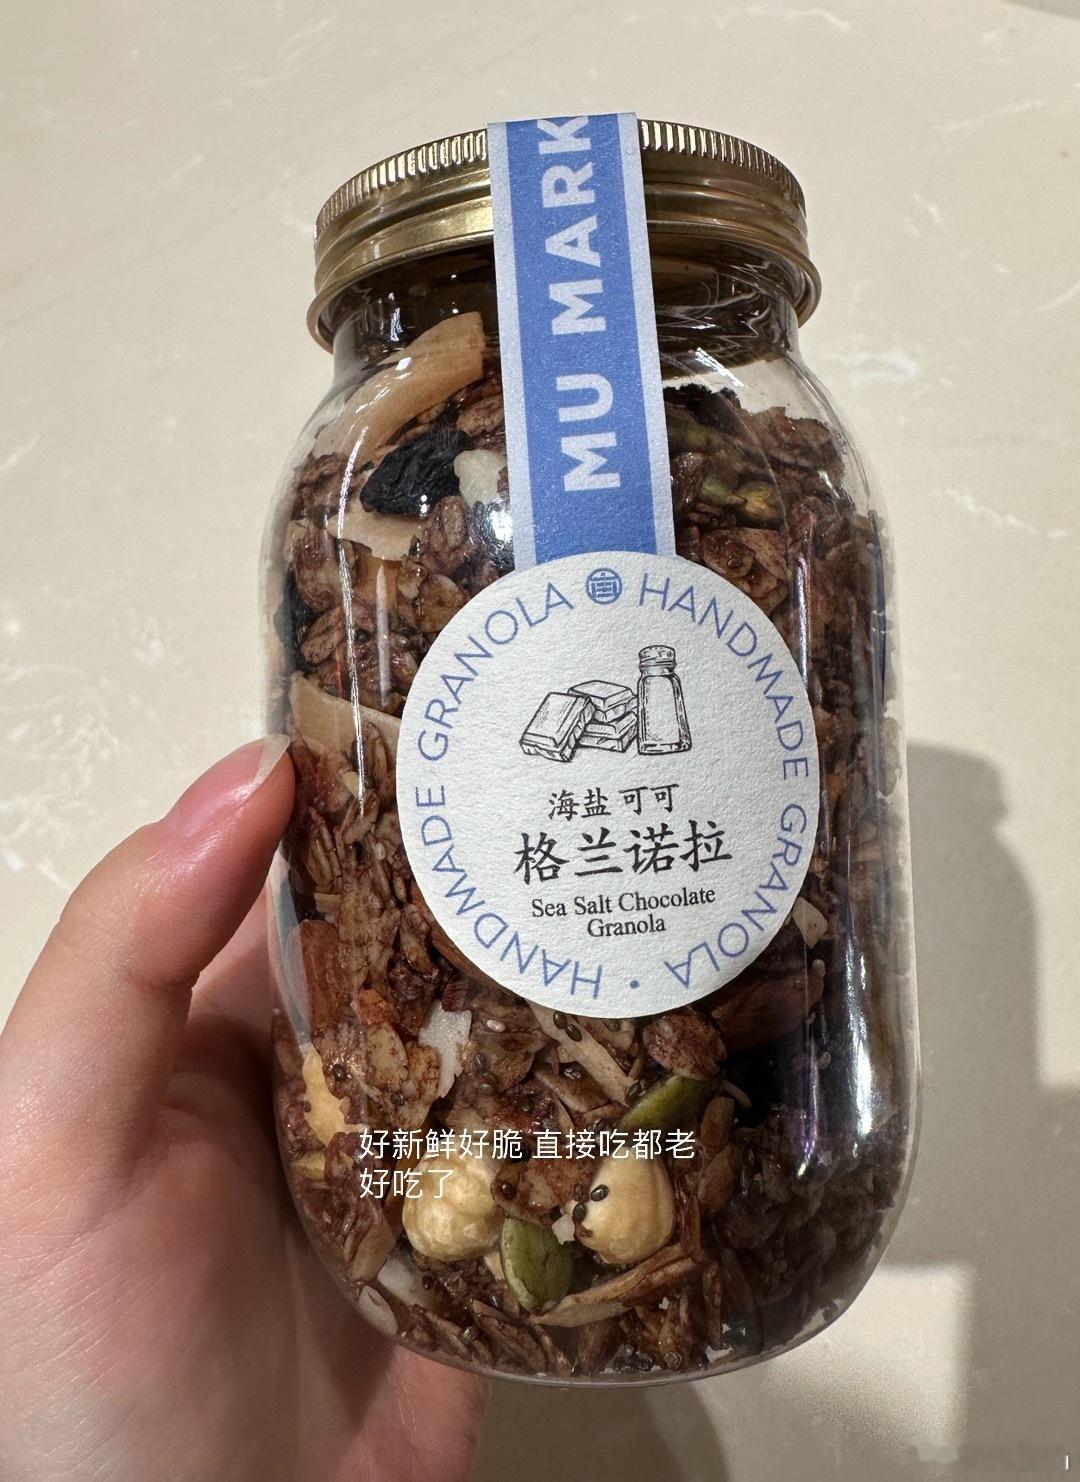 MU MARK
HANDMADE GRANOLA
HANDMADE GRANOLA
海盐 可可
格兰诺拉
Sea Salt Chocolate
Granola
好新鲜好脆 直接吃都老
好吃了